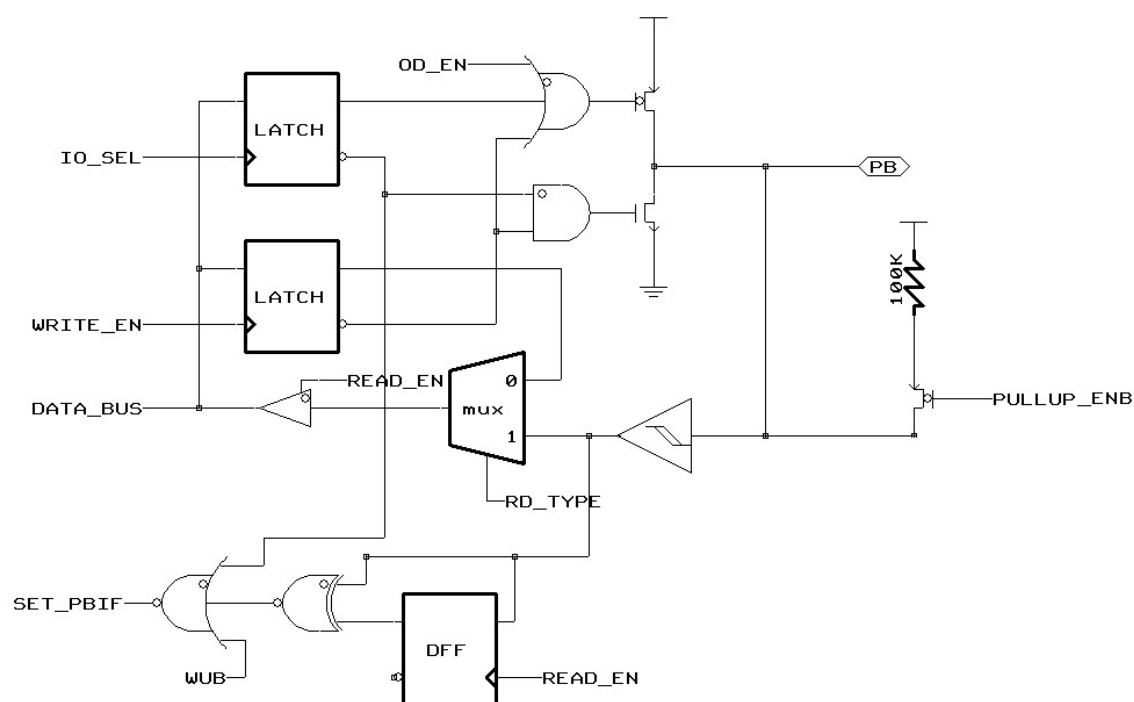 OD_EN
LATCH
IO_SEL
PB
100K
LATCH
WRITE_EN
READ_EN
0
DATA_BUS
mux
PULLUP_ENB
1
RD_TYPE
SET_PBIF
DFF
WUB
READ_EN